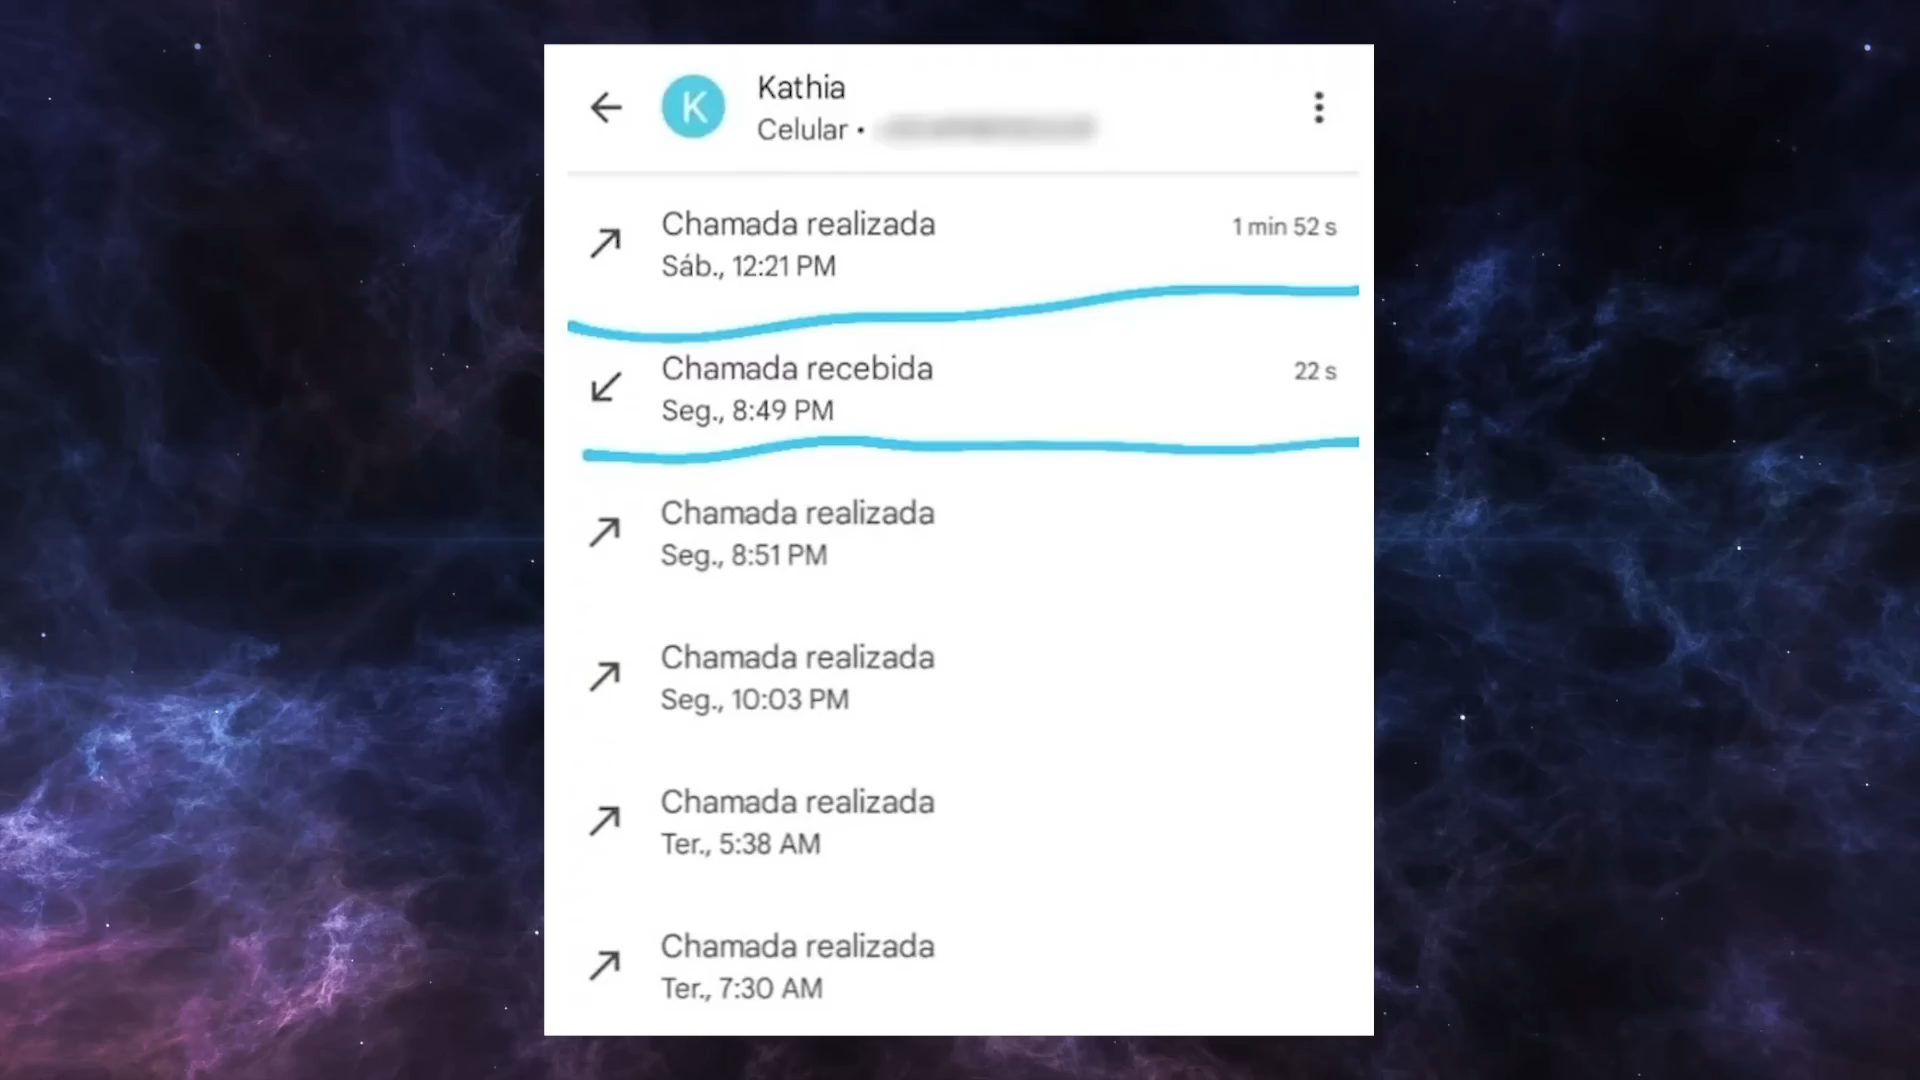 K
Kathia
Celular •
Chamada realizada
1 min 52 s
Sáb., 12:21 PM
Chamada recebida
22 s
Seg., 8:49 PM
Chamada realizada
Seg., 8:51 PM
Chamada realizada
Seg., 10:03 PM
Chamada realizada
Ter., 5:38 AM
Chamada realizada
Ter., 7:30 AM